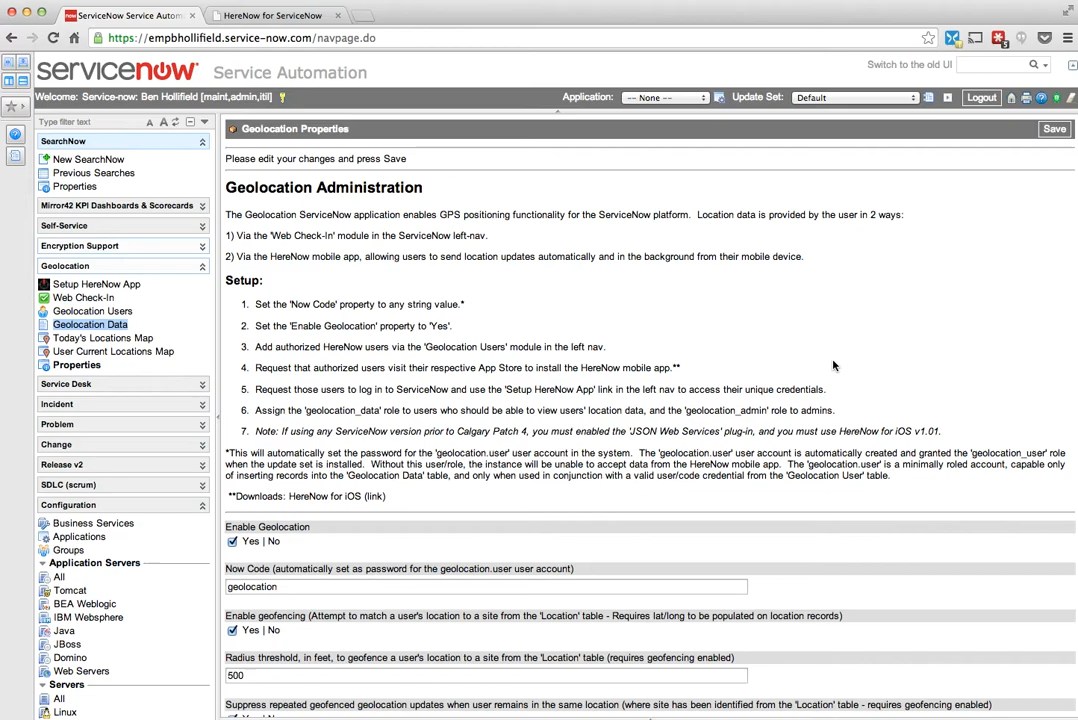 ServiceNow Service Autom
HereNow for ServiceNow
https://empbhollifield.service-now.com/navpage.do
5
servicenow Service Automation
Switch to the old UI
Welcome: Service-now: Ben Hollifield [maint,admin,itil]
Application: -- None --
Update Set: Default
Logout
Type filter text
A A
SearchNow
New SearchNow
Previous Searches
Properties
Mirror42 KPI Dashboards & Scorecards
Self-Service
Encryption Support
Geolocation
Setup HereNow App
Web Check-In
Geolocation Users
Geolocation Data
Today's Locations Map
User Current Locations Map
Properties
Service Desk
Incident
Problem
Change
Release v2
SDLC (scrum)
Configuration
Business Services
Applications
Groups
Application Servers
All
Tomcat
BEA Weblogic
IBM Websphere
Java
JBoss
Domino
Web Servers
Servers
All
Linux
Geolocation Properties
Save
Please edit your changes and press Save
Geolocation Administration
The Geolocation ServiceNow application enables GPS positioning functionality for the ServiceNow platform. Location data is provided by the user in 2 ways:
1) Via the 'Web Check-In' module in the ServiceNow left-nav.
2) Via the HereNow mobile app, allowing users to send location updates automatically and in the background from their mobile device.
Setup:
1. Set the 'Now Code' property to any string value.*
2. Set the 'Enable Geolocation' property to 'Yes'.
3. Add authorized HereNow users via the 'Geolocation Users' module in the left nav.
4. Request that authorized users visit their respective App Store to install the HereNow mobile app.**
5. Request those users to log in to ServiceNow and use the 'Setup HereNow App' link in the left nav to access their unique credentials.
6. Assign the 'geolocation_data' role to users who should be able to view users' location data, and the 'geolocation_admin' role to admins.
7. Note: If using any ServiceNow version prior to Calgary Patch 4, you must enabled the 'JSON Web Services' plug-in, and you must use HereNow for iOS v1.01.
*This will automatically set the password for the 'geolocation.user' user account in the system. The 'geolocation.user' user account is automatically created and granted the 'geolocation_user' role
when the update set is installed. Without this user/role, the instance will be unable to accept data from the HereNow mobile app. The 'geolocation.user' is a minimally roled account, capable only
of inserting records into the 'Geolocation Data' table, and only when used in conjunction with a valid user/code credential from the 'Geolocation User' table.
**Downloads: HereNow for iOS (link)
Enable Geolocation
Yes | No
Now Code (automatically set as password for the geolocation.user user account)
geolocation
Enable geofencing (Attempt to match a user's location to a site from the 'Location' table - Requires lat/long to be populated on location records)
Yes | No
Radius threshold, in feet, to geofence a user's location to a site from the 'Location' table (requires geofencing enabled)
500
Suppress repeated geofenced geolocation updates when user remains in the same location (where site has been identified from the 'Location' table - requires geofencing enabled)